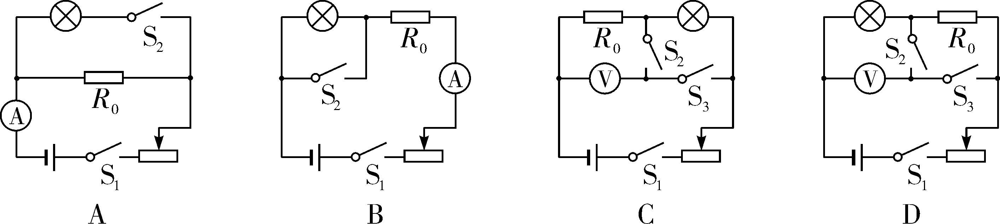 S2 R0 A S1 A
R0 S2 A S1 B
R0 S2 V S3 S1 C
R0 S2 V S3 S1 D